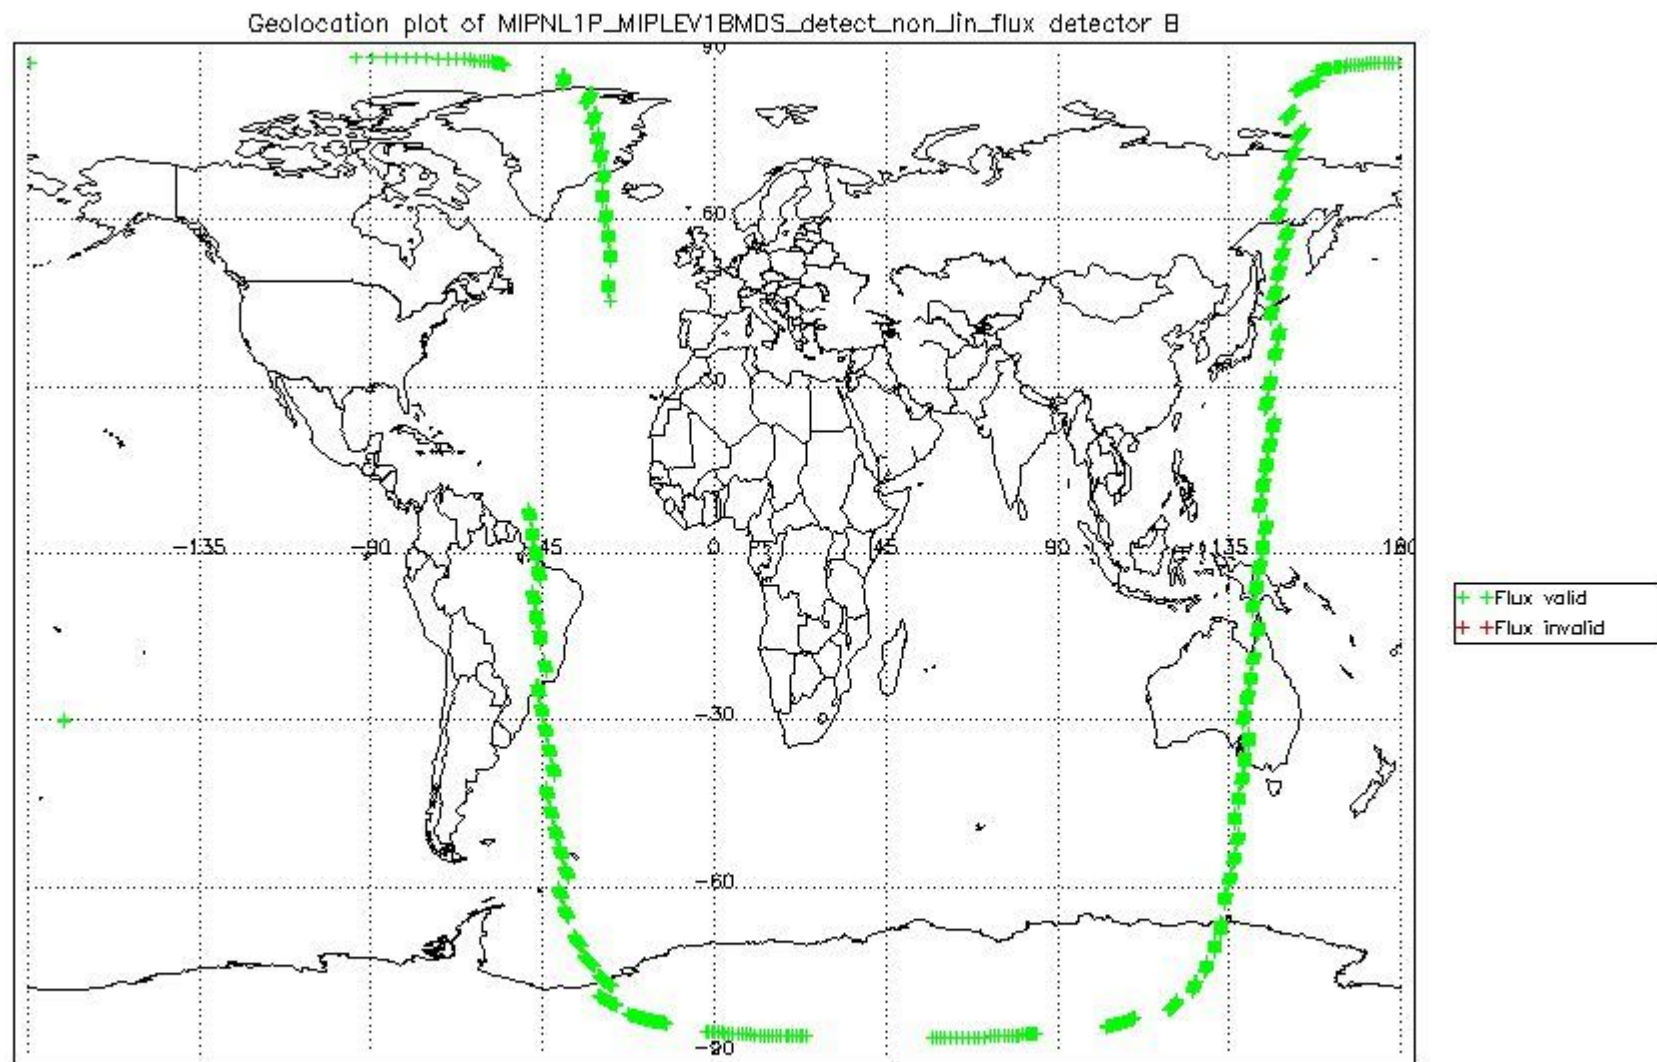 Geolocation plot of MIPNL1P_MIPLEV1BMDS_detect_non_lin_flux detector B
90
60
30
-135 -90 -45 0 45 90 135 180
-30
-60
-90
+ +Flux valid
+ +Flux invalid